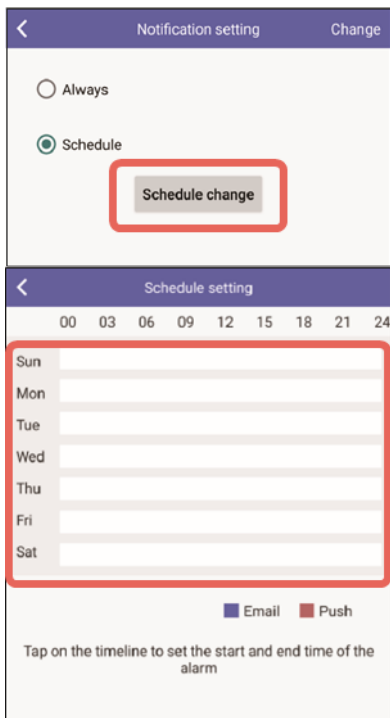 Notification setting Change
Always
Schedule
Schedule change
Schedule setting
00 03 06 09 12 15 18 21 24
Sun
Mon
Tue
Wed
Thu
Fri
Sat
Email Push
Tap on the timeline to set the start and end time of the
alarm